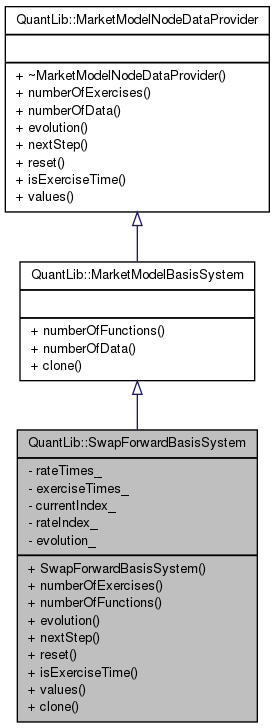 QuantLib::MarketModelNodeDataProvider
+ ~MarketModelNodeDataProvider()
+ numberOfExercises()
+ numberOfData()
+ evolution()
+ nextStep()
+ reset()
+ isExerciseTime()
+ values()
QuantLib::MarketModelBasisSystem
+ numberOfFunctions()
+ numberOfData()
+ clone()
QuantLib::SwapForwardBasisSystem
- rateTimes_
- exerciseTimes_
- currentIndex_
- rateIndex_
- evolution_
+ SwapForwardBasisSystem()
+ numberOfExercises()
+ numberOfFunctions()
+ evolution()
+ nextStep()
+ reset()
+ isExerciseTime()
+ values()
+ clone()